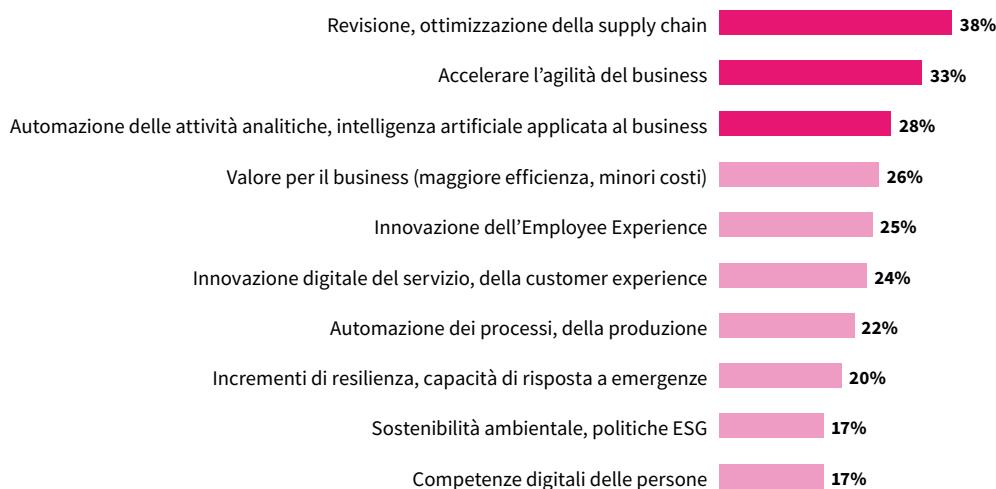 Revisione, ottimizzazione della supply chain 38%
Accelerare l’agilità del business 33%
Automazione delle attività analitiche, intelligenza artificiale applicata al business 28%
Valore per il business (maggiore efficienza, minori costi) 26%
Innovazione dell’Employee Experience 25%
Innovazione digitale del servizio, della customer experience 24%
Automazione dei processi, della produzione 22%
Incrementi di resilienza, capacità di risposta a emergenze 20%
Sostenibilità ambientale, politiche ESG 17%
Competenze digitali delle persone 17%